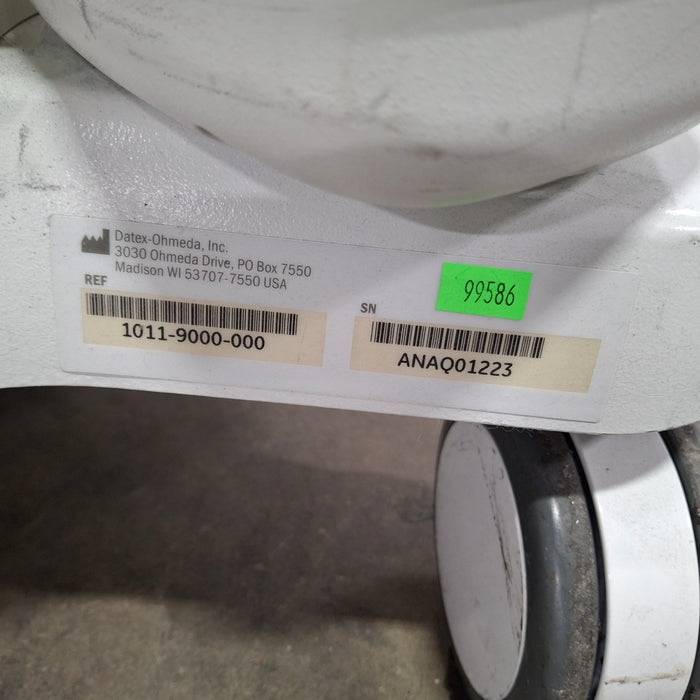 Datex-Ohmeda, Inc.
3030 Ohmeda Drive, PO Box 7550
Madison WI 53707-7550 USA
REF
1011-9000-000
99586
SN
ANAQ01223